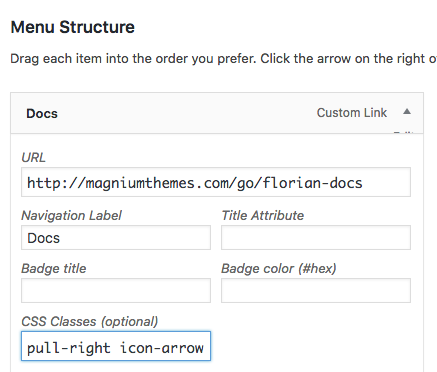 Menu Structure
Drag each item into the order you prefer. Click the arrow on the right o
Docs Custom Link
URL
http://magniumthemes.com/go/florian-docs
Navigation Label Title Attribute
Docs
Badge title Badge color (#hex)
CSS Classes (optional)
pull-right icon-arrow